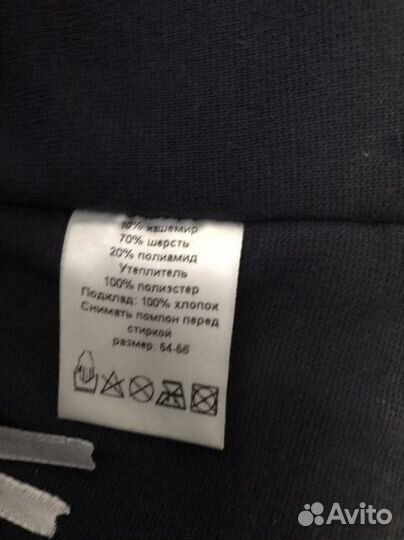 10% кашемир
70% шерсть
20% полиамид
Утеплитель
100% полиэстер
Подклад: 100% хлопок
Снимать помпон перед
стиркой
размер: 54-56
Avito